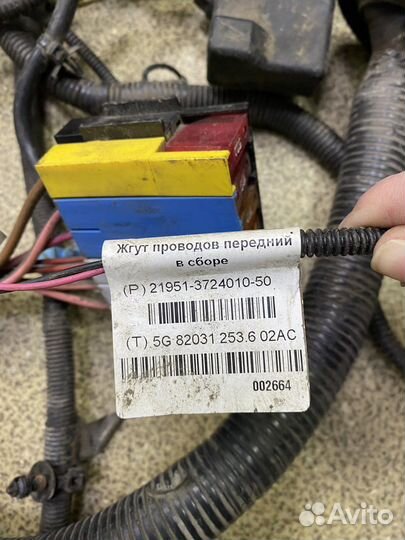 Жгут проводов передний
в сборе
(P) 21951-3724010-50
(T) 5G 82031 253.6 02AC
002664
Avito